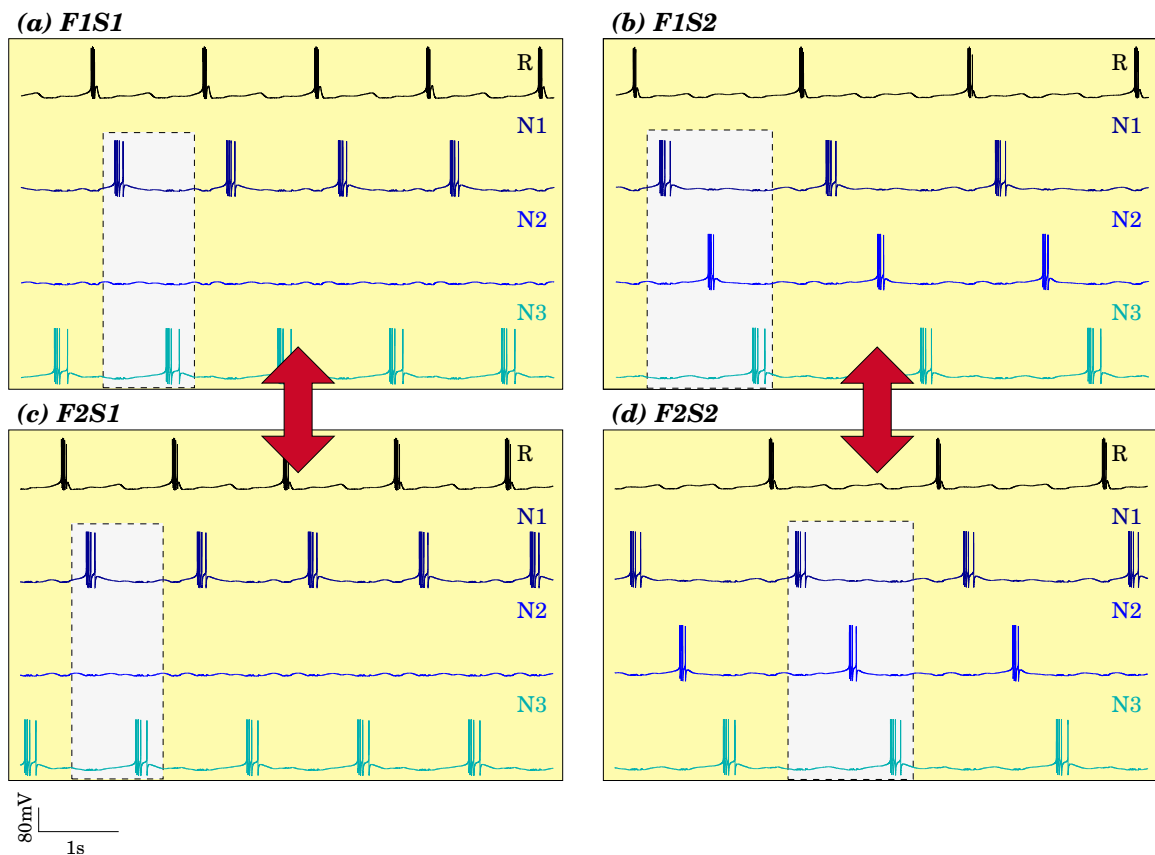 (a) F1S1
R
N1
N2
N3
(b) F1S2
R
N1
N2
N3
(c) F2S1
R
N1
N2
N3
(d) F2S2
R
N1
N2
N3
80mV
1s